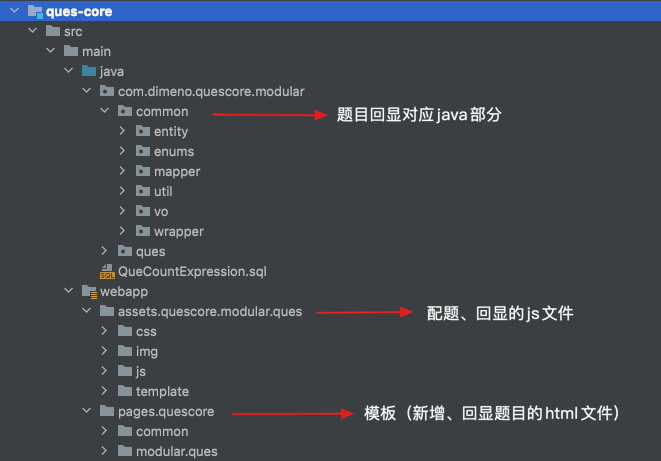 ques-core
src
main
java
com.dimeno.quescore.modular
common 题目回显对应java部分
entity
enums
mapper
util
vo
wrapper
ques
QueCountExpression.sql
webapp
assets.quescore.modular.ques 配题、回显的js文件
css
img
js
template
pages.quescore 模板（新增、回显题目的html文件）
common
modular.ques